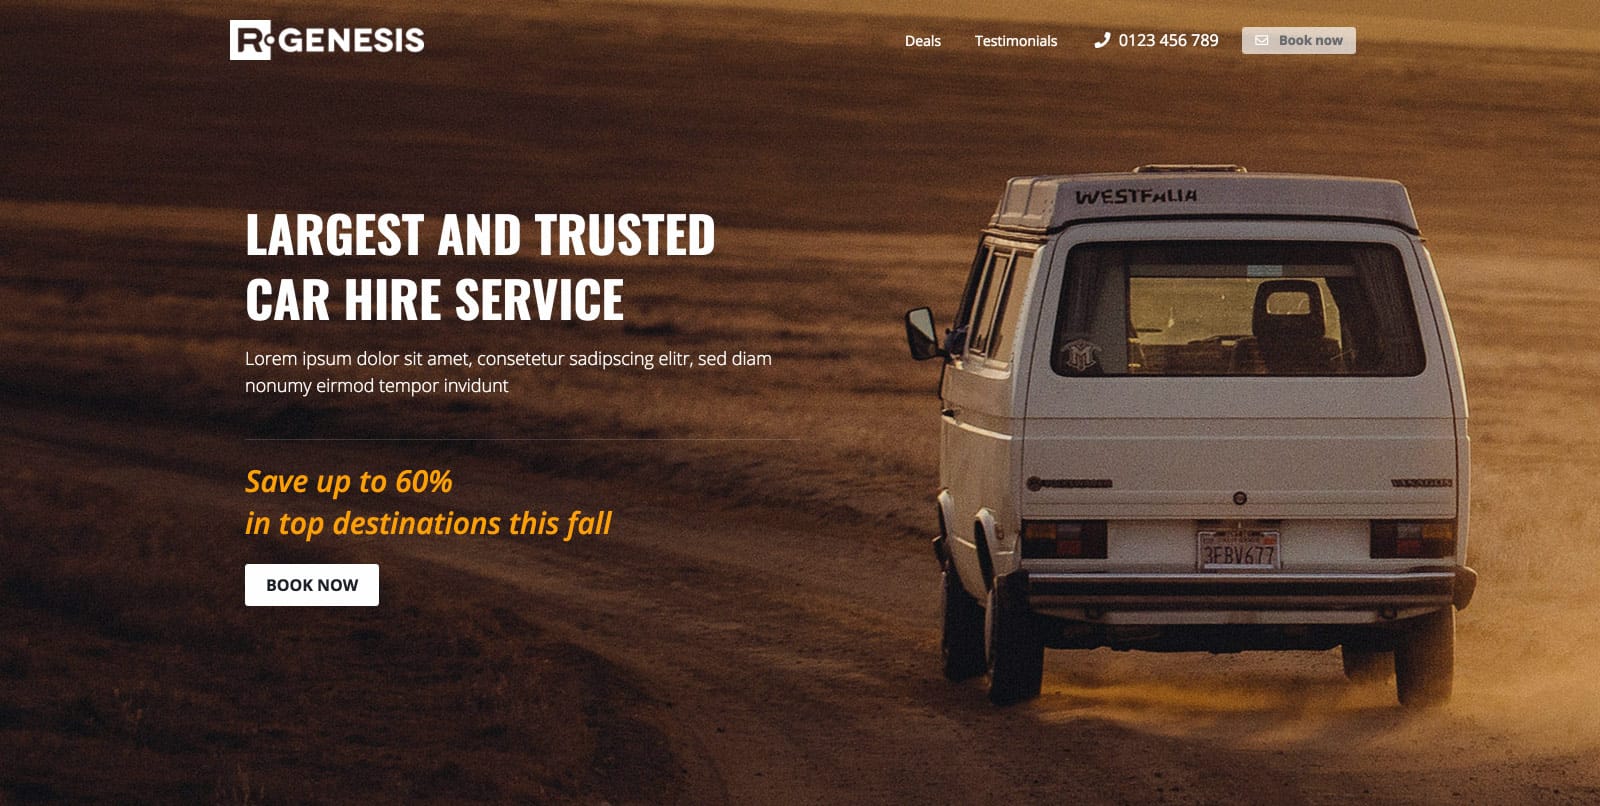 R GENESIS
Deals
Testimonials
0123 456 789
Book now
WESTFALIA
LARGEST AND TRUSTED
CAR HIRE SERVICE
Lorem ipsum dolor sit amet, consetetur sadipscing elitr, sed diam
nonumy eirmod tempor invidunt
Save up to 60%
in top destinations this fall
BOOK NOW
VANAGON
3FBV677